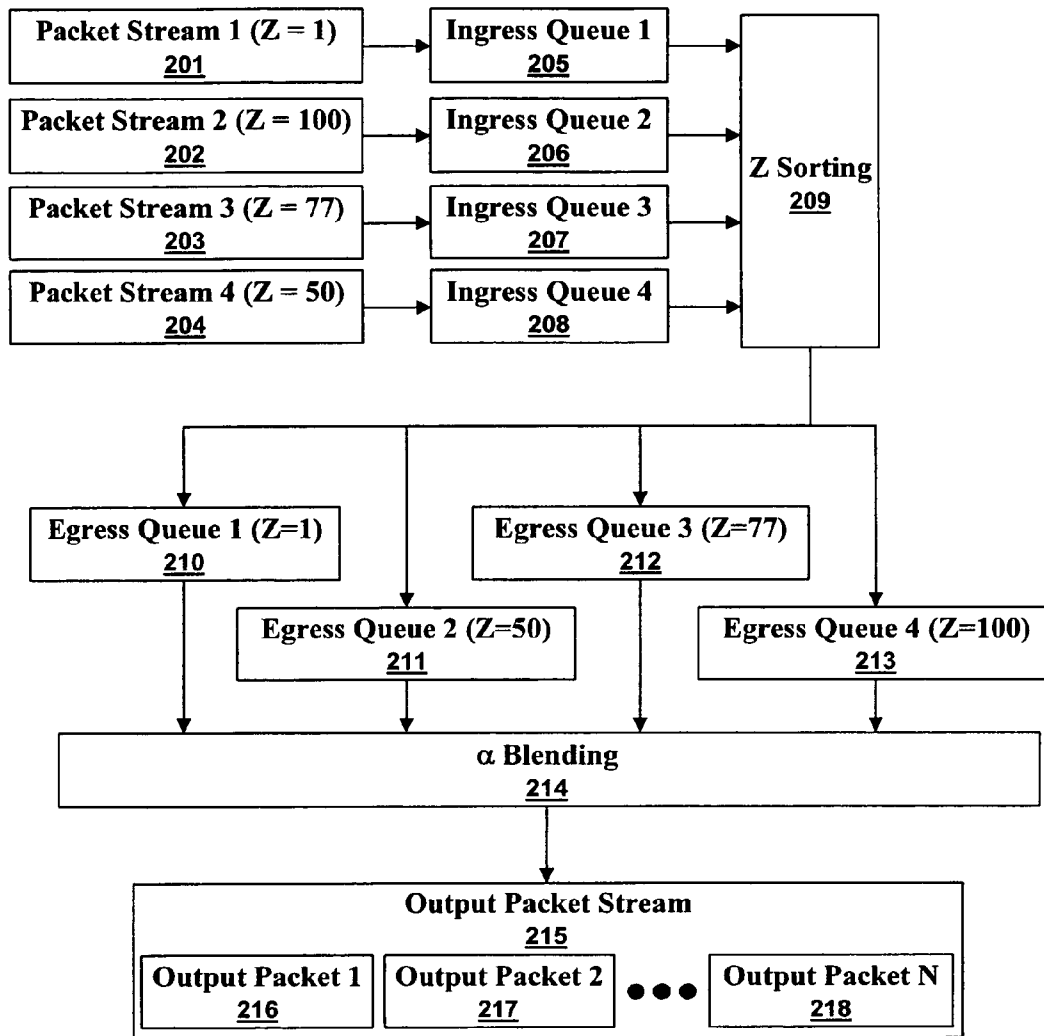 Packet Stream 1 (Z = 1)
201
Ingress Queue 1
205
Packet Stream 2 (Z = 100)
202
Ingress Queue 2
206
Z Sorting
209
Packet Stream 3 (Z = 77)
203
Ingress Queue 3
207
Packet Stream 4 (Z = 50)
204
Ingress Queue 4
208
Egress Queue 1 (Z=1)
210
Egress Queue 3 (Z=77)
212
Egress Queue 2 (Z=50)
211
Egress Queue 4 (Z=100)
213
α Blending
214
Output Packet Stream
215
Output Packet 1
216
Output Packet 2
217
Output Packet N
218